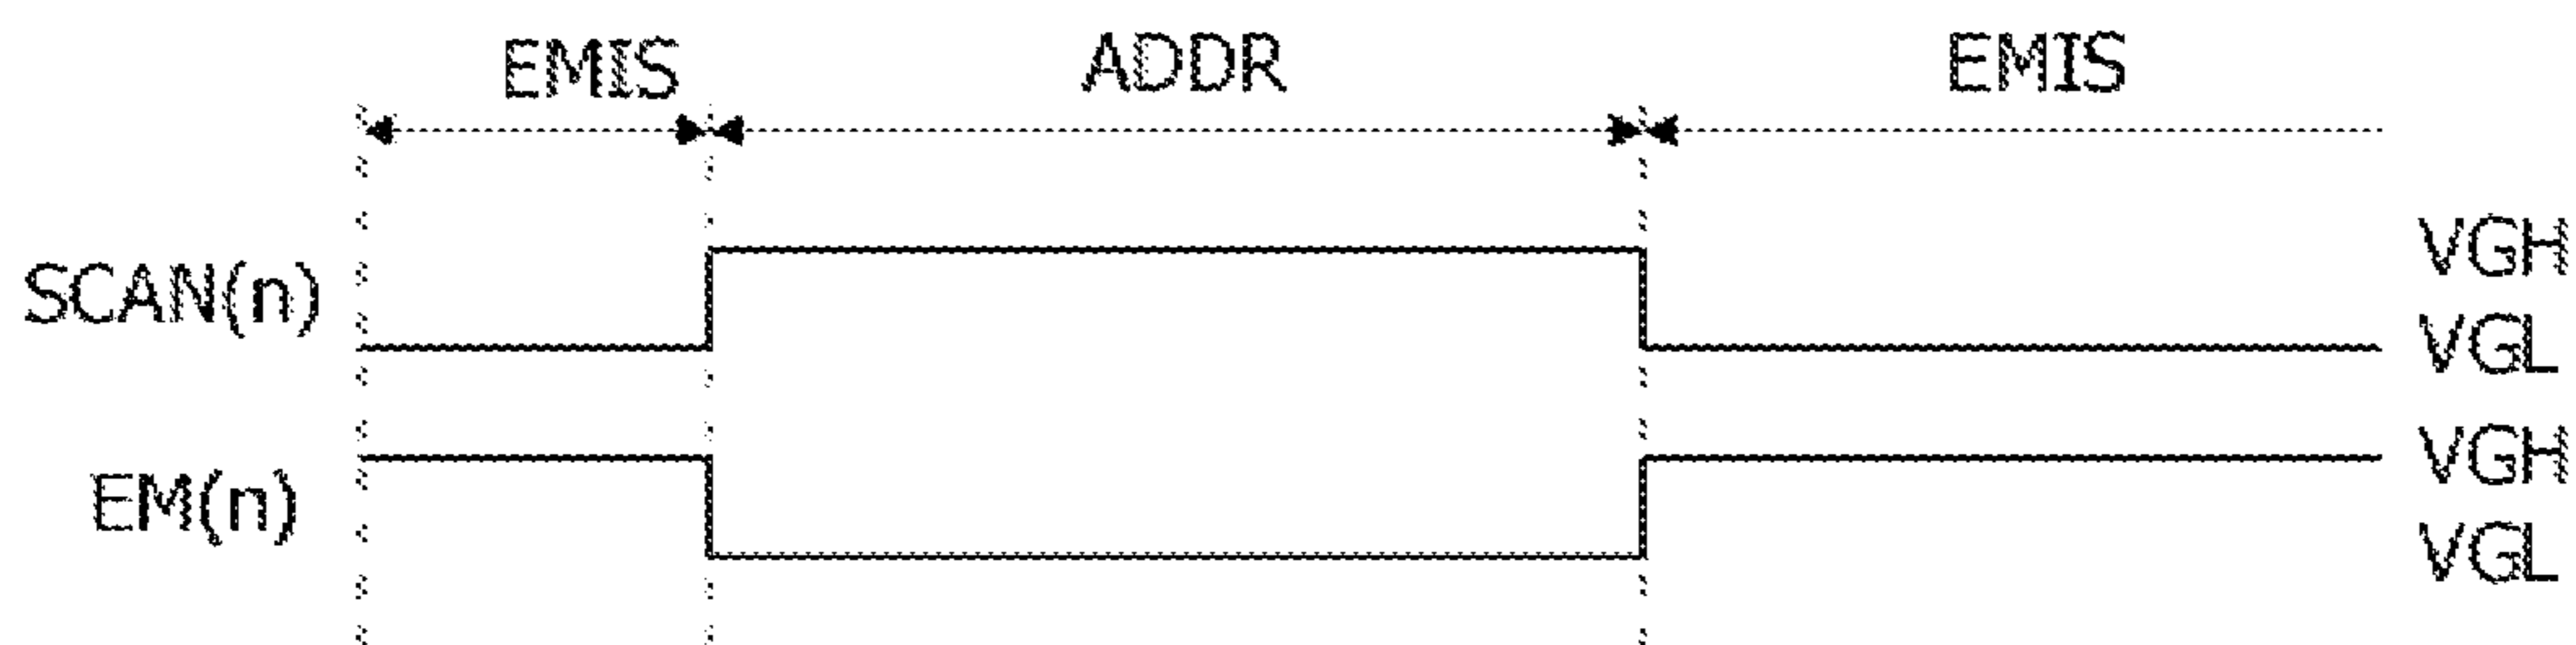 EMIS ADDR EMIS
SCAN(n) VGH
VGL
EM(n) VGH
VGL